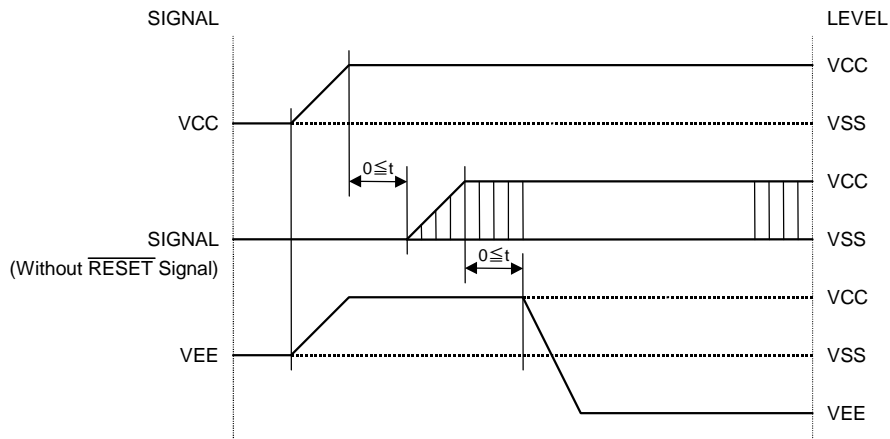 SIGNAL LEVEL
VCC
VCC VSS
0≦t VCC
SIGNAL VSS
(Without RESET Signal)
0≦t
VCC
VEE VSS
VEE